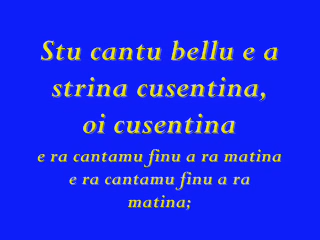 Stu cantu bellu e a
strina cusentina,
oi cusentina
e ra cantamu finu a ra matina
e ra cantamu finu a ra
matina;